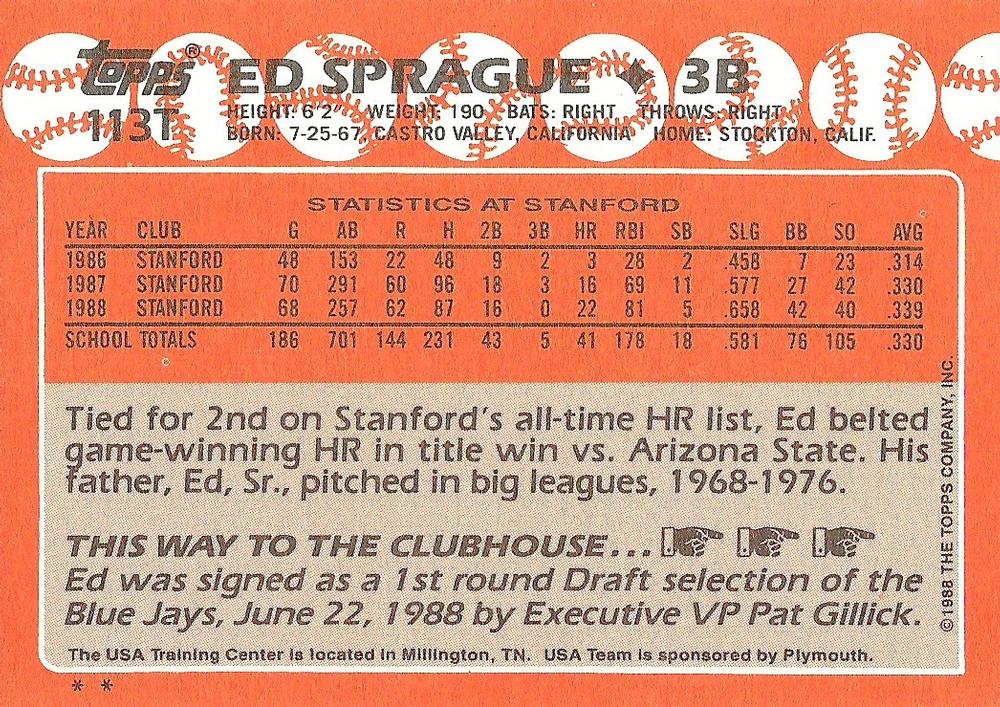 Topps®
113T
ED SPRAGUE ♦ 3B
HEIGHT: 6'2" WEIGHT: 190 BATS: RIGHT THROWS: RIGHT
BORN: 7-25-67, CASTRO VALLEY, CALIFORNIA HOME: STOCKTON, CALIF.
STATISTICS AT STANFORD
YEAR CLUB G AB R H 2B 3B HR RBI SB SLG BB SO AVG
1986 STANFORD 48 153 22 48 9 2 3 28 2 .458 7 23 .314
1987 STANFORD 70 291 60 96 18 3 16 69 11 .577 27 42 .330
1988 STANFORD 68 257 62 87 16 0 22 81 5 .658 42 40 .339
SCHOOL TOTALS 186 701 144 231 43 5 41 178 18 .581 76 105 .330
Tied for 2nd on Stanford's all-time HR list, Ed belted
game-winning HR in title win vs. Arizona State. His
father, Ed, Sr., pitched in big leagues, 1968-1976.
THIS WAY TO THE CLUBHOUSE...
Ed was signed as a 1st round Draft selection of the
Blue Jays, June 22, 1988 by Executive VP Pat Gillick.
The USA Training Center is located in Millington, TN. USA Team is sponsored by Plymouth.
* *
©1988 THE TOPPS COMPANY, INC.